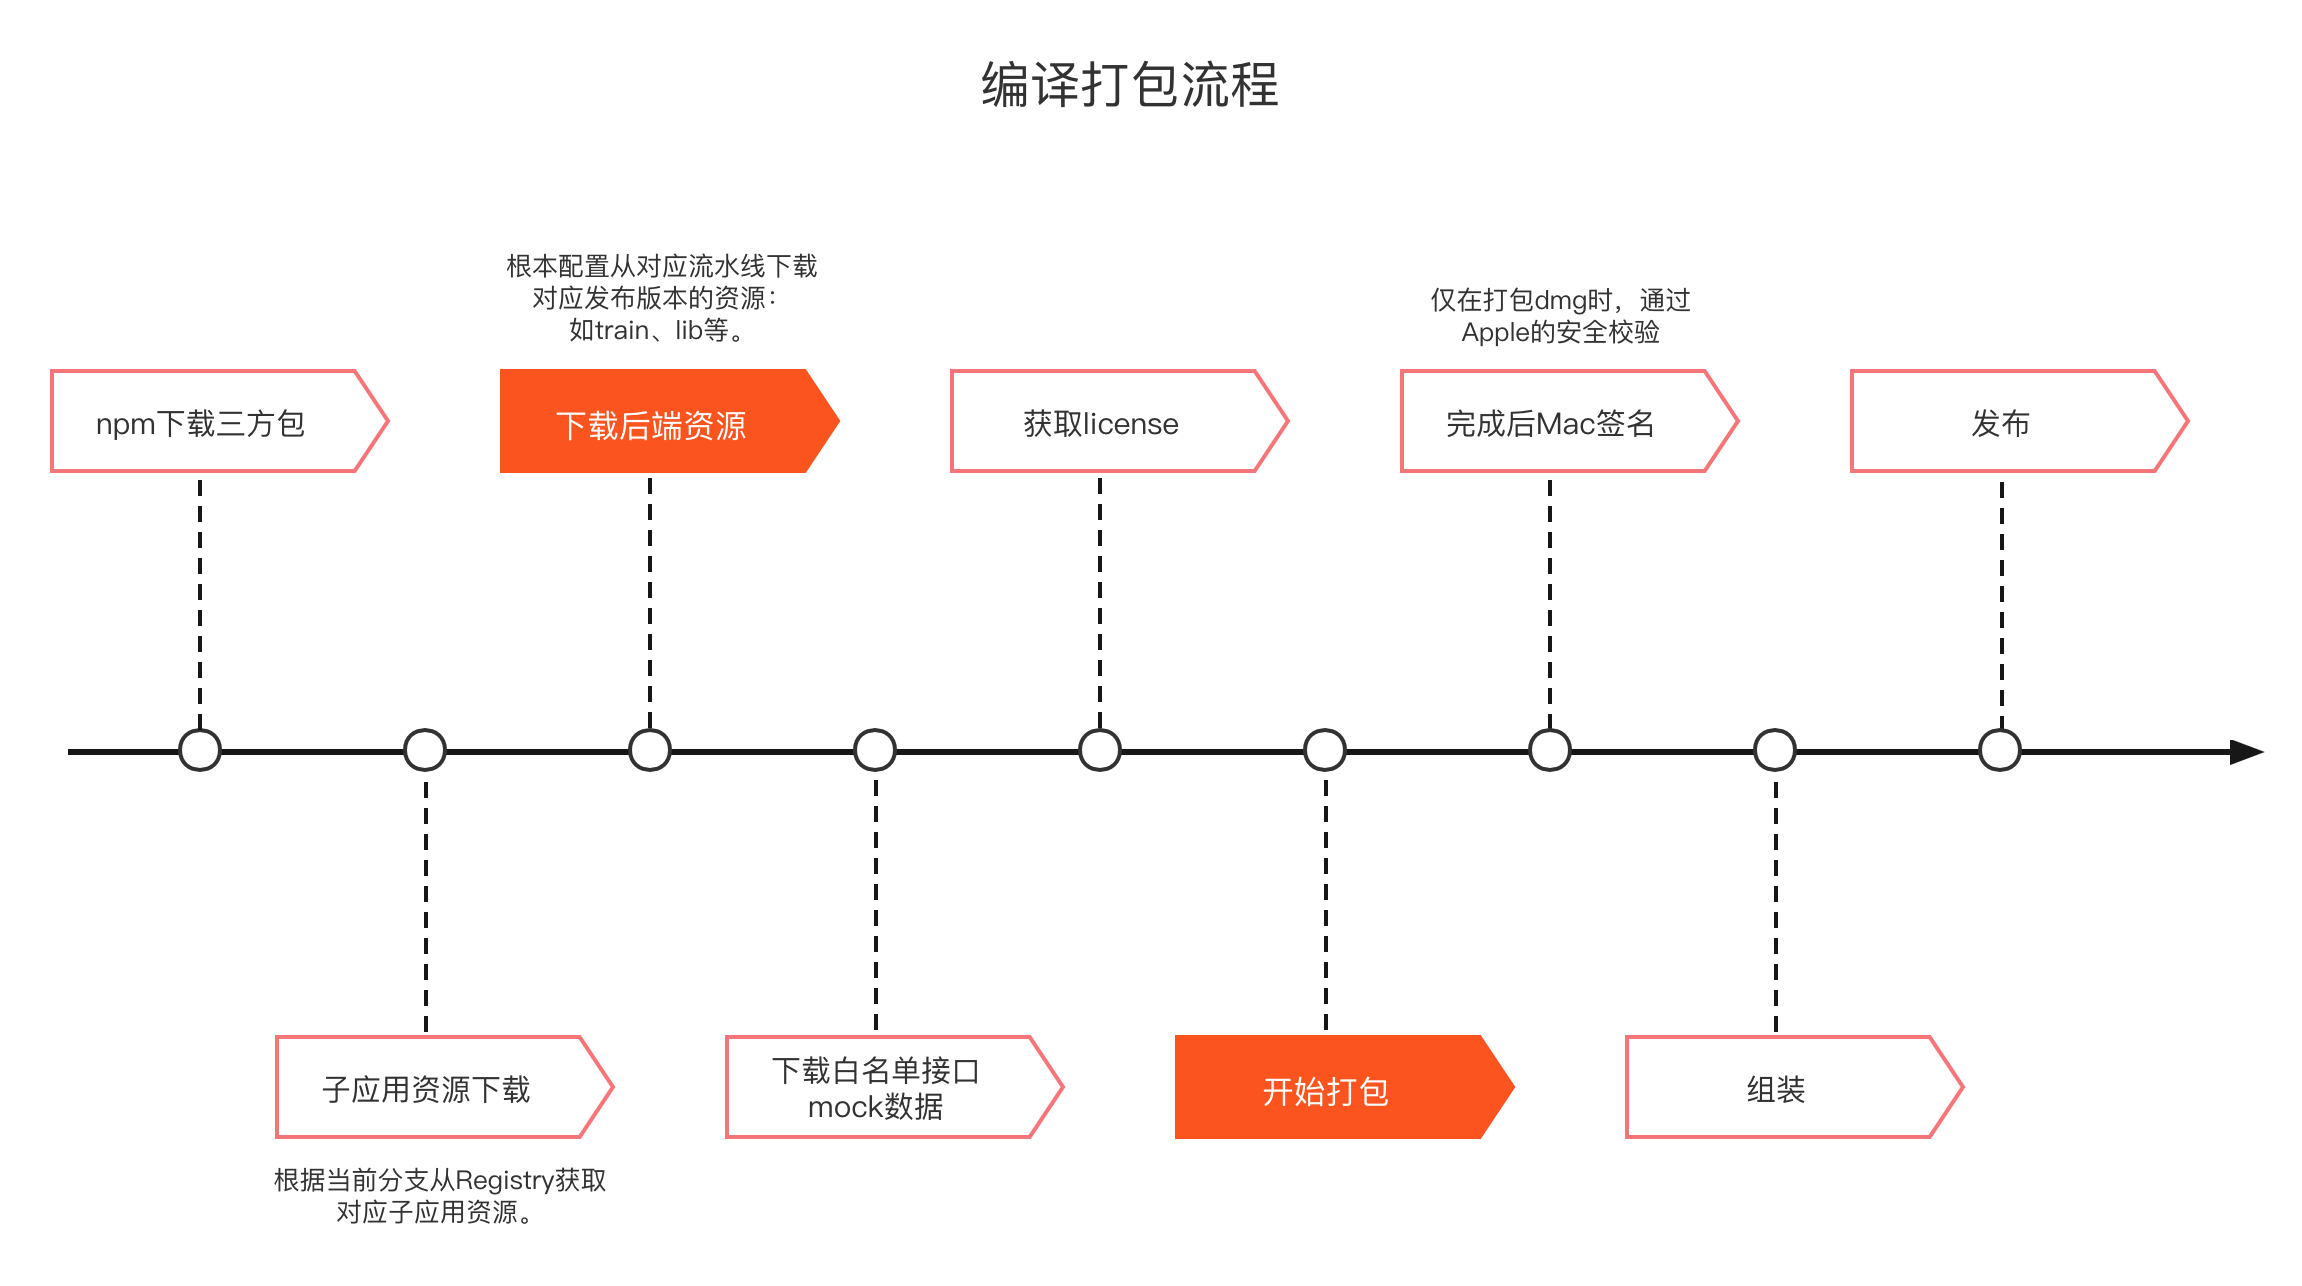 编译打包流程
根本配置从对应流水线下载
对应发布版本的资源：
如train、lib等。
仅在打包dmg时，通过
Apple的安全校验
npm下载三方包
下载后端资源
获取license
完成后Mac签名
发布
子应用资源下载
下载白名单接口
mock数据
开始打包
组装
根据当前分支从Registry获取
对应子应用资源。